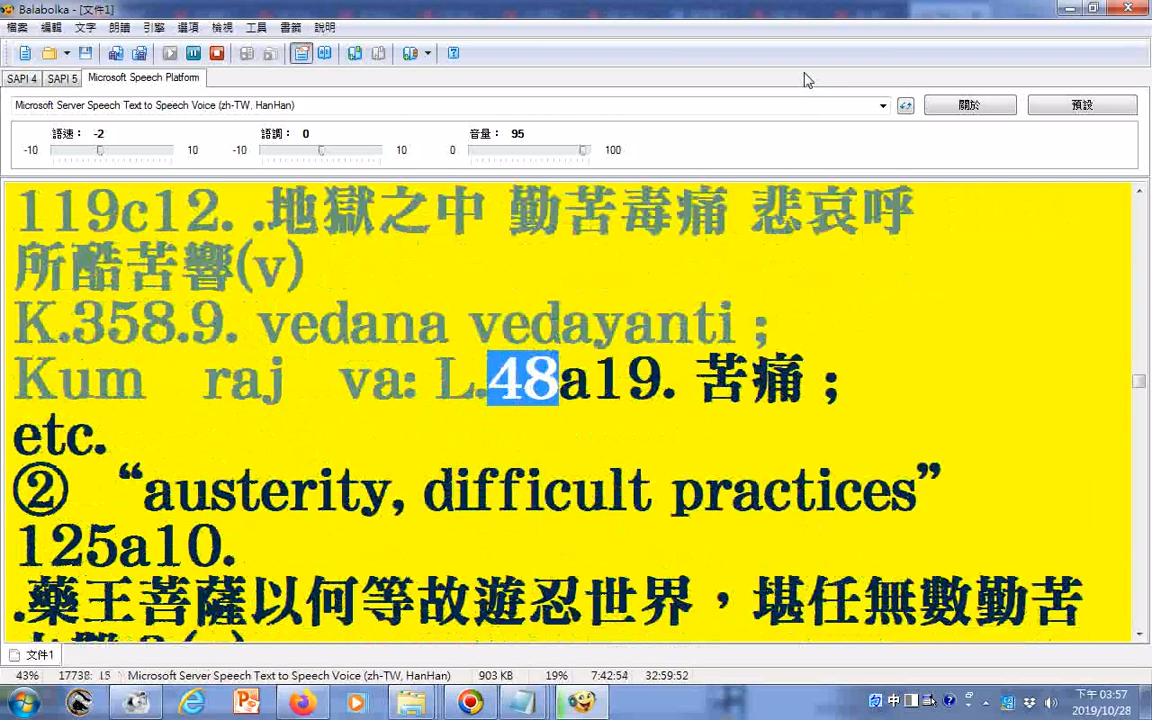 Balabolka - [文件1]
檔案 編輯 文字 朗讀 引擎 選項 檢視 工具 書籤 說明
SAPI 4 SAPI 5 Microsoft Speech Platform
Microsoft Server Speech Text to Speech Voice (zh-TW, HanHan) 關於 預設
語速： -2 語調： 0 音量： 95
-10 10 -10 10 0 100
119c12. .地獄之中 勤苦毒痛 悲哀呼
所酷苦響(v)
K.358.9. vedana vedayanti ;
Kum raj va: L.48a19. 苦痛 ;
etc.
② “austerity, difficult practices”
125a10.
.藥王菩薩以何等故遊忍世界，堪任無數勤苦
文件1
43% 17738: 15 Microsoft Server Speech Text to Speech Voice (zh-TW, HanHan) 903 KB 19% 7:42:54 32:59:52
中 下午 03:57
2019/10/28